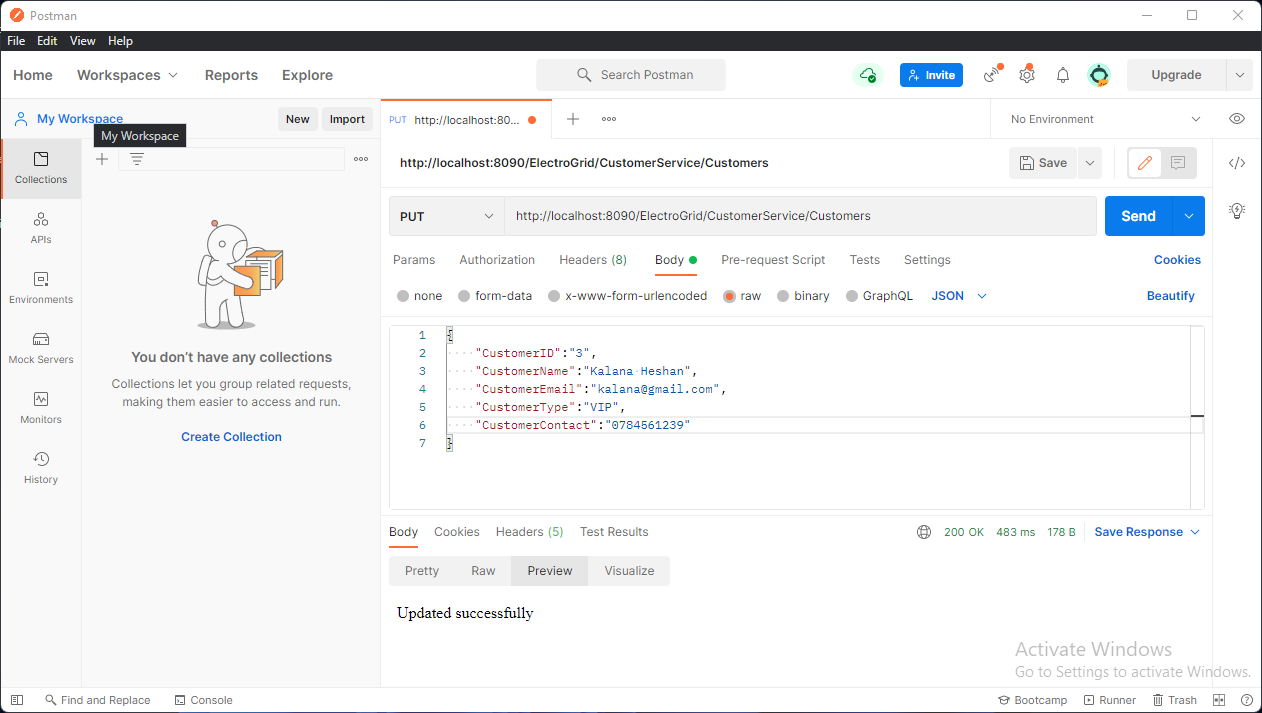 Postman
File Edit View Help
Home Workspaces Reports Explore Search Postman Invite Upgrade
My Workspace New Import PUT http://localhost:80... No Environment
My Workspace
Collections
APIs
Environments
Mock Servers
Monitors
History
You don't have any collections
Collections let you group related requests,
making them easier to access and run.
Create Collection
http://localhost:8090/ElectroGrid/CustomerService/Customers Save
PUT http://localhost:8090/ElectroGrid/CustomerService/Customers Send
Params Authorization Headers (8) Body Pre-request Script Tests Settings Cookies
none form-data x-www-form-urlencoded raw binary GraphQL JSON Beautify
1 {
2 "CustomerID":"3",
3 "CustomerName":"Kalana Heshan",
4 "CustomerEmail":"kalana@gmail.com",
5 "CustomerType":"VIP",
6 "CustomerContact":"0784561239"
7 }
Body Cookies Headers (5) Test Results 200 OK 483 ms 178 B Save Response
Pretty Raw Preview Visualize
Updated successfully
Activate Windows
Go to Settings to activate Windows.
Find and Replace Console Bootcamp Runner Trash